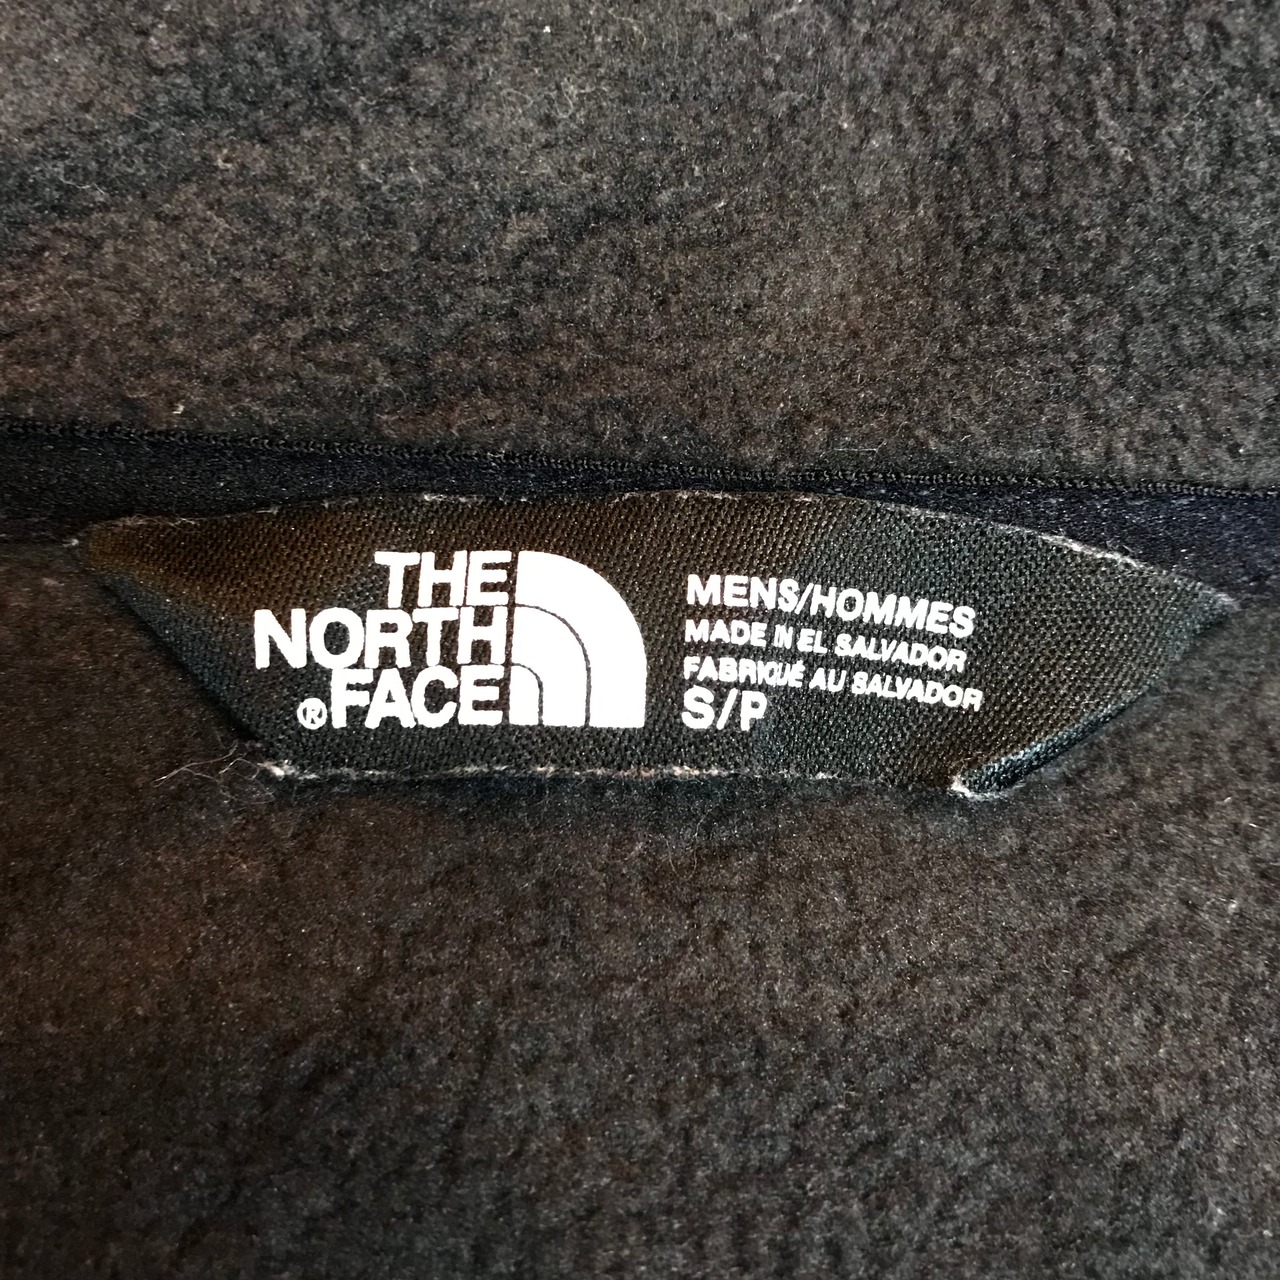 THE
NORTH
®FACE
MENS/HOMMES
MADE IN EL SALVADOR
FABRIQUÉ AU SALVADOR
S/P